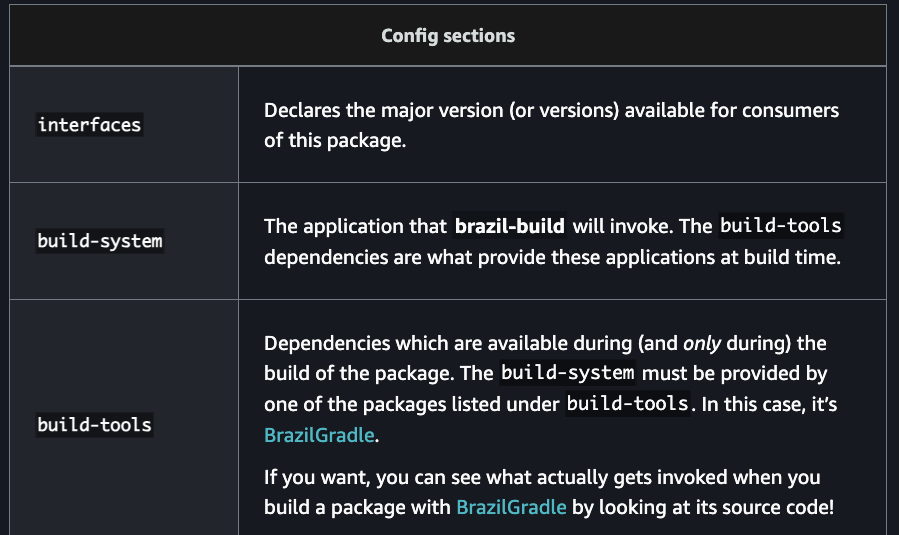 Config sections
interfaces
Declares the major version (or versions) available for consumers
of this package.
build-system
The application that brazil-build will invoke. The build-tools
dependencies are what provide these applications at build time.
build-tools
Dependencies which are available during (and only during) the
build of the package. The build-system must be provided by
one of the packages listed under build-tools. In this case, it’s
BrazilGradle.
If you want, you can see what actually gets invoked when you
build a package with BrazilGradle by looking at its source code!